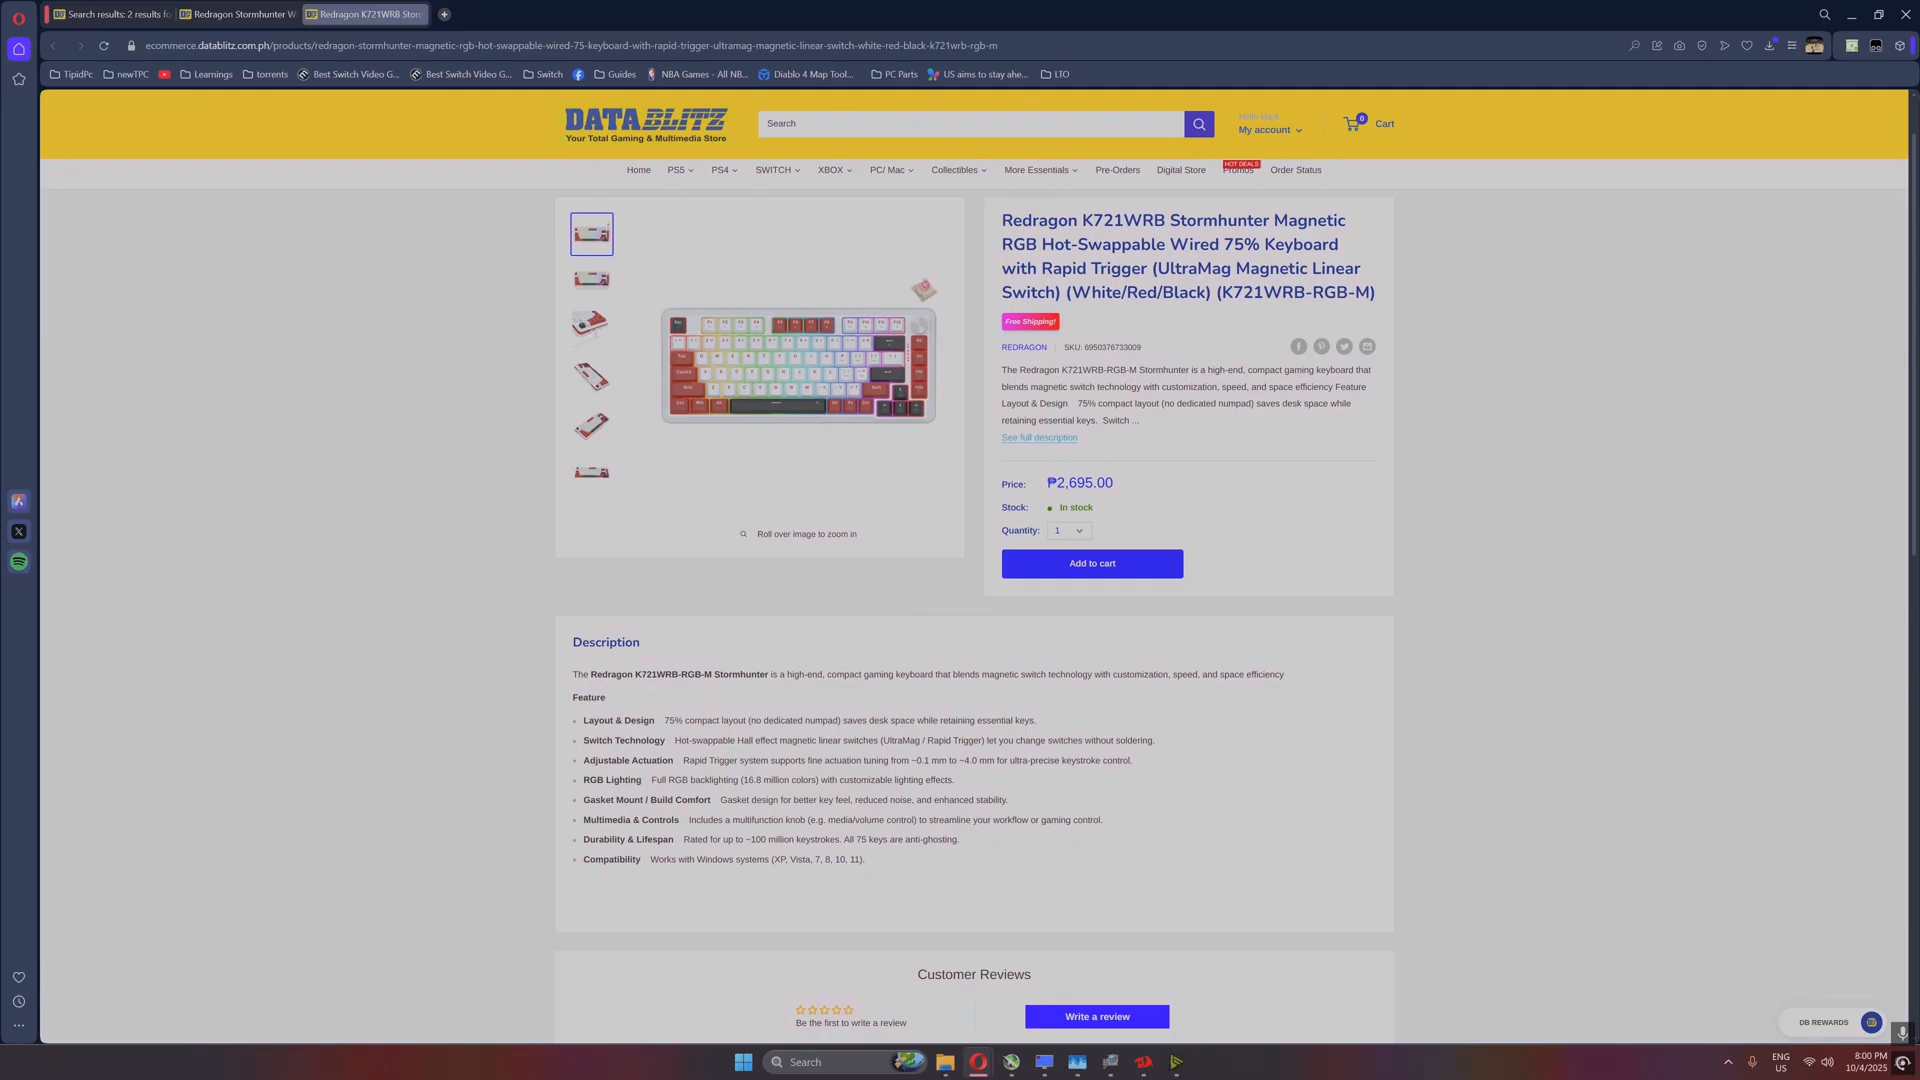 Search results: 2 results fo
Redragon Stormhunter W
Redragon K721WRB Storm
ecommerce.datablitz.com.ph/products/redragon-stormhunter-magnetic-rgb-hot-swappable-wired-75-keyboard-with-rapid-trigger-ultramag-magnetic-linear-switch-white-red-black-k721wrb-rgb-m
TipidPc
newTPC
Learnings
torrents
Best Switch Video G...
Best Switch Video G...
Switch
Guides
NBA Games - All NB...
Diablo 4 Map Tool...
PC Parts
US aims to stay ahe...
LTO
DATA BLITZ
Your Total Gaming & Multimedia Store
Search
Hello Mark
My account
0
Cart
HOT DEALS
Home PS5 PS4 SWITCH XBOX PC/ Mac Collectibles More Essentials Pre-Orders Digital Store Promos Order Status
Redragon K721WRB Stormhunter Magnetic
RGB Hot-Swappable Wired 75% Keyboard
with Rapid Trigger (UltraMag Magnetic Linear
Switch) (White/Red/Black) (K721WRB-RGB-M)
Free Shipping!
REDRAGON
SKU: 6950376733009
The Redragon K721WRB-RGB-M Stormhunter is a high-end, compact gaming keyboard that
blends magnetic switch technology with customization, speed, and space efficiency Feature
Layout & Design 75% compact layout (no dedicated numpad) saves desk space while
retaining essential keys. Switch ...
See full description
Price: ₱2,695.00
Stock: In stock
Quantity: 1
Add to cart
Roll over image to zoom in
Description
The Redragon K721WRB-RGB-M Stormhunter is a high-end, compact gaming keyboard that blends magnetic switch technology with customization, speed, and space efficiency
Feature
Layout & Design 75% compact layout (no dedicated numpad) saves desk space while retaining essential keys.
Switch Technology Hot-swappable Hall effect magnetic linear switches (UltraMag / Rapid Trigger) let you change switches without soldering.
Adjustable Actuation Rapid Trigger system supports fine actuation tuning from ~0.1 mm to ~4.0 mm for ultra-precise keystroke control.
RGB Lighting Full RGB backlighting (16.8 million colors) with customizable lighting effects.
Gasket Mount / Build Comfort Gasket design for better key feel, reduced noise, and enhanced stability.
Multimedia & Controls Includes a multifunction knob (e.g. media/volume control) to streamline your workflow or gaming control.
Durability & Lifespan Rated for up to ~100 million keystrokes. All 75 keys are anti-ghosting.
Compatibility Works with Windows systems (XP, Vista, 7, 8, 10, 11).
Customer Reviews
Be the first to write a review
Write a review
DB REWARDS
Search
ENG
US
8:00 PM
10/4/2025